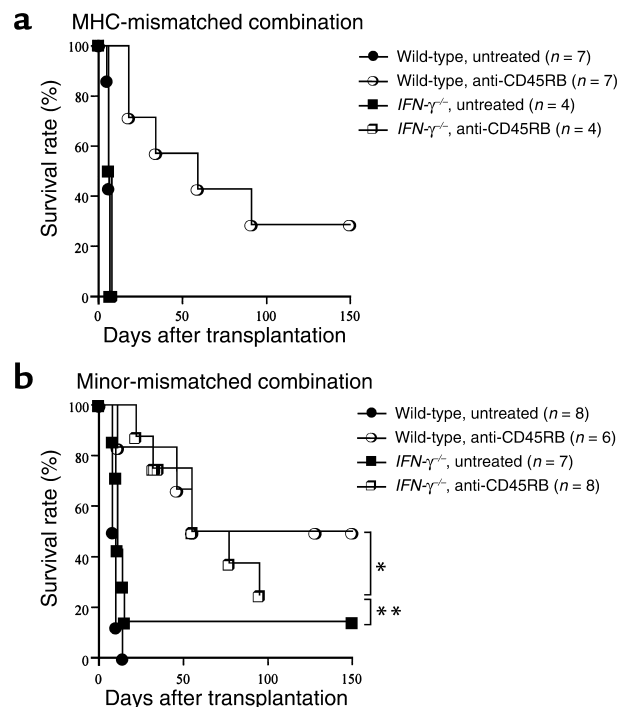 a MHC-mismatched combination
Wild-type, untreated (n = 7)
Wild-type, anti-CD45RB (n = 7)
IFN-γ⁻/⁻, untreated (n = 4)
IFN-γ⁻/⁻, anti-CD45RB (n = 4)
Survival rate (%)
100
80
60
40
20
0
0 50 100 150
Days after transplantation
b Minor-mismatched combination
Wild-type, untreated (n = 8)
Wild-type, anti-CD45RB (n = 6)
IFN-γ⁻/⁻, untreated (n = 7)
IFN-γ⁻/⁻, anti-CD45RB (n = 8)
Survival rate (%)
100
80
60
40
20
0
*
**
0 50 100 150
Days after transplantation